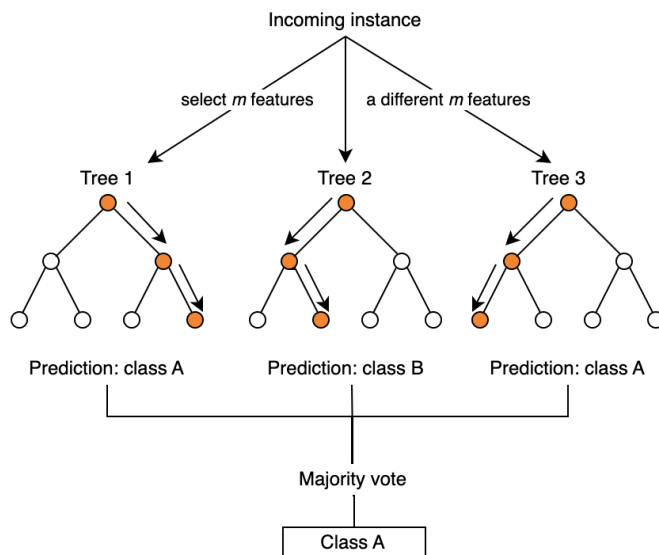 Incoming instance
select m features
a different m features
Tree 1
Tree 2
Tree 3
Prediction: class A
Prediction: class B
Prediction: class A
Majority vote
Class A